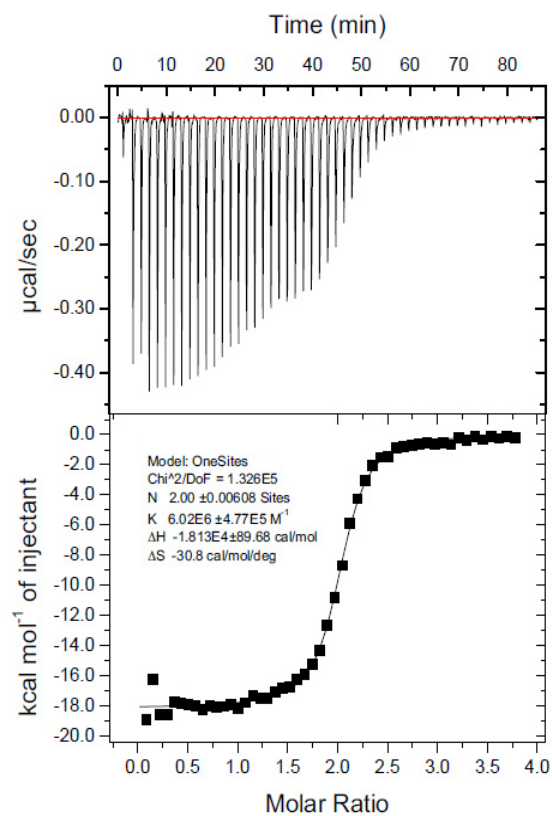 Time (min)
0 10 20 30 40 50 60 70 80
0.00
-0.10
-0.20
-0.30
-0.40
µcal/sec
0.0
-2.0
-4.0
-6.0
-8.0
-10.0
-12.0
-14.0
-16.0
-18.0
-20.0
kcal mol⁻¹ of injectant
Model: OneSites
Chi^2/DoF = 1.326E5
N 2.00 ±0.00608 Sites
K 6.02E6 ±4.77E5 M⁻¹
ΔH -1.813E4±89.68 cal/mol
ΔS -30.8 cal/mol/deg
0.0 0.5 1.0 1.5 2.0 2.5 3.0 3.5 4.0
Molar Ratio